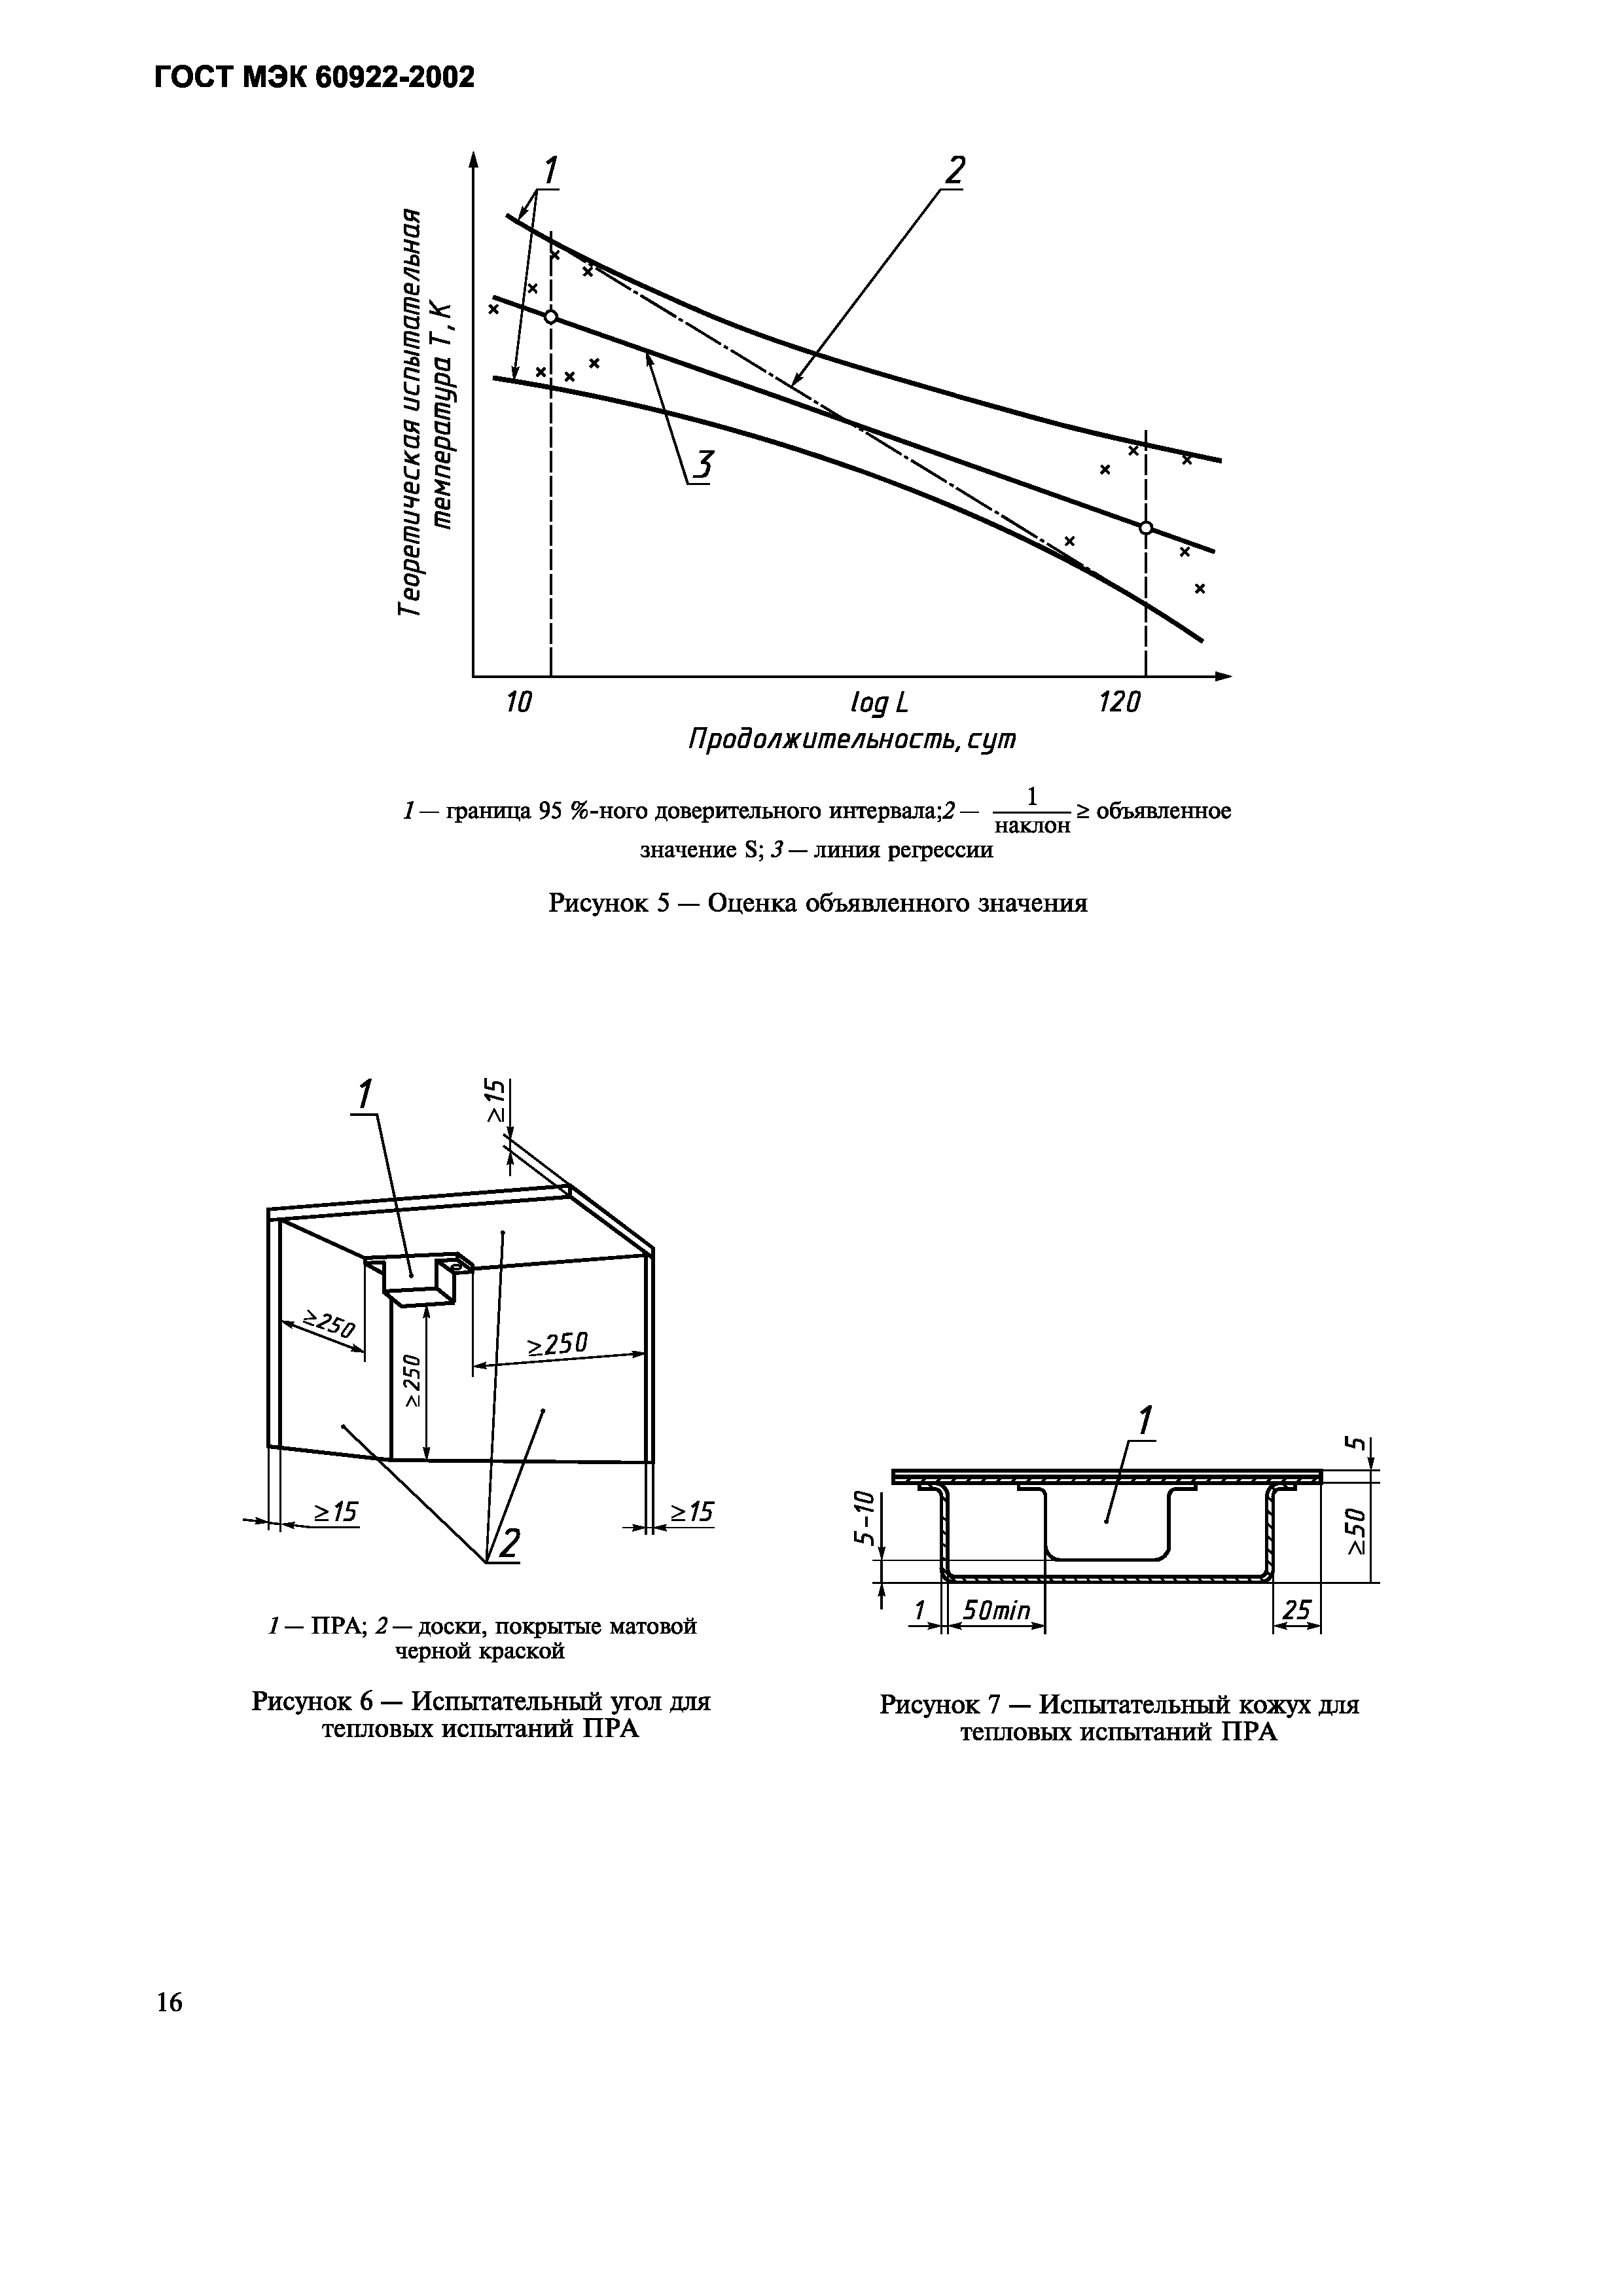 ГОСТ МЭК 60922-2002
1
2
Теоретическая испытательная
температура T, К
3
10
log L
120
Продолжительность, сут
1 — граница 95 %-ного доверительного интервала;2 — 1/наклон ≥ объявленное
значение S; 3 — линия регрессии
Рисунок 5 — Оценка объявленного значения
1
≥15
≥250
≥250
≥250
≥15
≥15
2
1 — ПРА; 2 — доски, покрытые матовой
черной краской
Рисунок 6 — Испытательный угол для
тепловых испытаний ПРА
1
5
5-10
≥50
1
50min
25
Рисунок 7 — Испытательный кожух для
тепловых испытаний ПРА
16